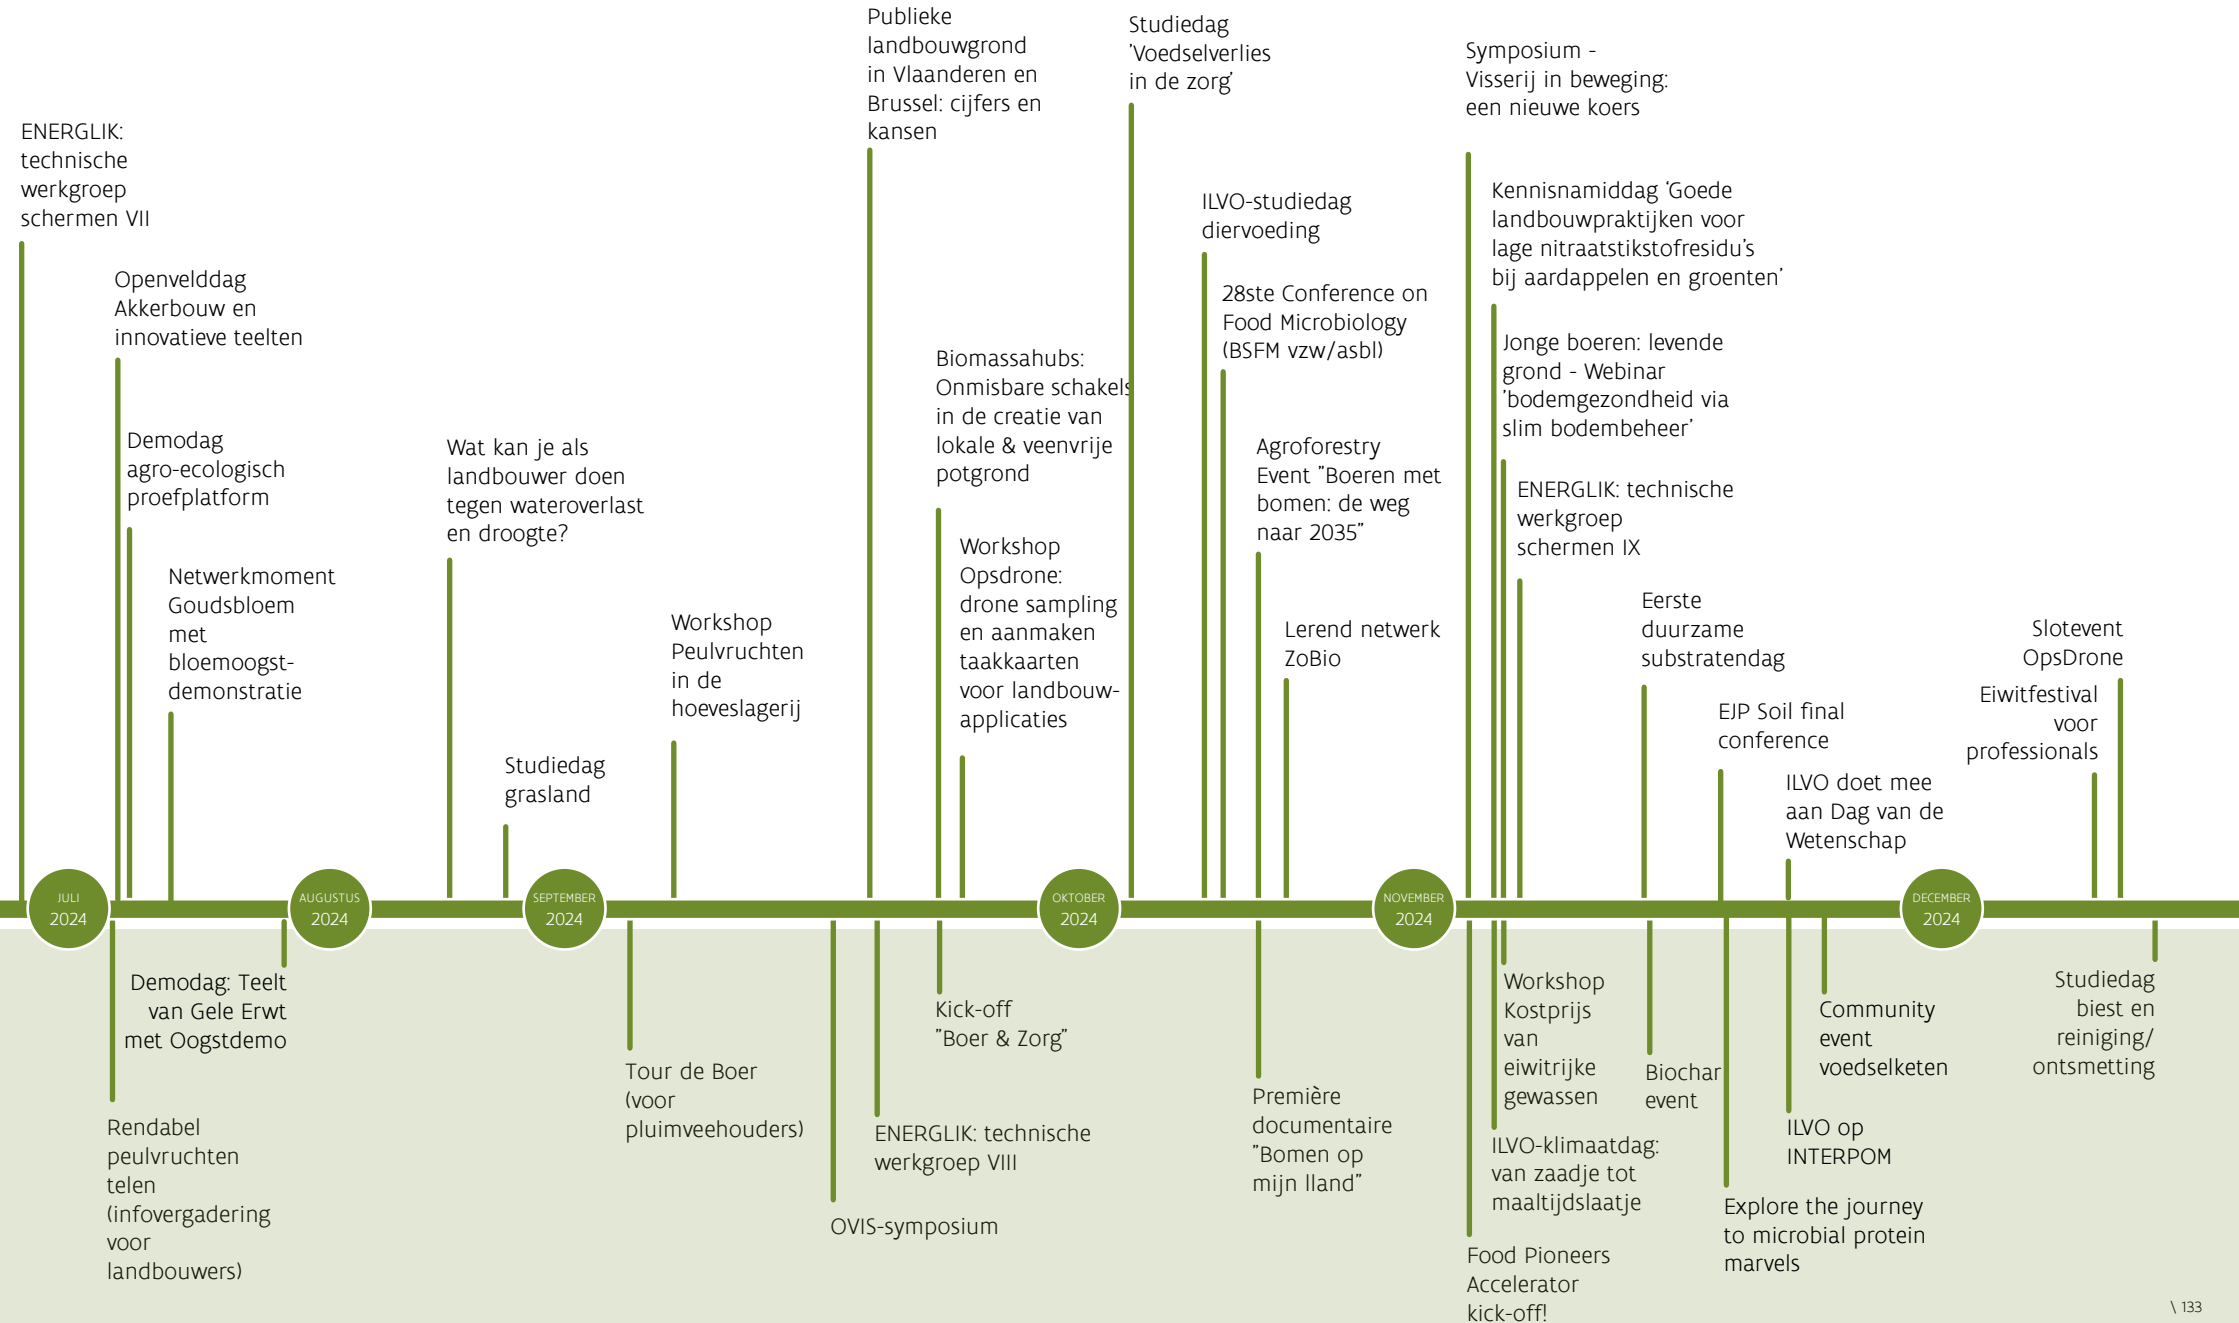 ENERGLIK:
technische
werkgroep
schermen VII
Openvelddag
Akkerbouw en
innovatieve teelten
Demodag
agro-ecologisch
proefplatform
Netwerkmoment
Goudsbloem
met
bloemoogst-
demonstratie
Wat kan je als
landbouwer doen
tegen wateroverlast
en droogte?
Studiedag
grasland
Workshop
Peulvruchten
in de
hoeveslagerij
Publieke
landbouwgrond
in Vlaanderen en
Brussel: cijfers en
kansen
Biomassahubs:
Onmisbare schakels
in de creatie van
lokale & veenvrije
potgrond
Workshop
Opsdrone:
drone sampling
en aanmaken
taakkaarten
voor landbouw-
applicaties
Studiedag
'Voedselverlies
in de zorg'
ILVO-studiedag
diervoeding
28ste Conference on
Food Microbiology
(BSFM vzw/asbl)
Agroforestry
Event "Boeren met
bomen: de weg
naar 2035"
Lerend netwerk
ZoBio
Symposium -
Visserij in beweging:
een nieuwe koers
Kennisnamiddag 'Goede
landbouwpraktijken voor
lage nitraatstikstofresidu's
bij aardappelen en groenten'
Jonge boeren: levende
grond - Webinar
'bodemgezondheid via
slim bodembeheer'
ENERGLIK: technische
werkgroep
schermen IX
Eerste
duurzame
substratendag
EJP Soil final
conference
ILVO doet mee
aan Dag van de
Wetenschap
Slotevent
OpsDrone
Eiwitfestival
voor
professionals
JULI
2024
AUGUSTUS
2024
SEPTEMBER
2024
OKTOBER
2024
NOVEMBER
2024
DECEMBER
2024
Demodag: Teelt
van Gele Erwt
met Oogstdemo
Rendabel
peulvruchten
telen
(infovergadering
voor
landbouwers)
Tour de Boer
(voor
pluimveehouders)
OVIS-symposium
ENERGLIK: technische
werkgroep VIII
Kick-off
"Boer & Zorg"
Première
documentaire
"Bomen op
mijn lland"
Workshop
Kostprijs
van
eiwitrijke
gewassen
ILVO-klimaatdag:
van zaadje tot
maaltijdslaatje
Food Pioneers
Accelerator
kick-off!
Biochar
event
Community
event
voedselketen
ILVO op
INTERPOM
Explore the journey
to microbial protein
marvels
Studiedag
biest en
reiniging/
ontsmetting
\ 133